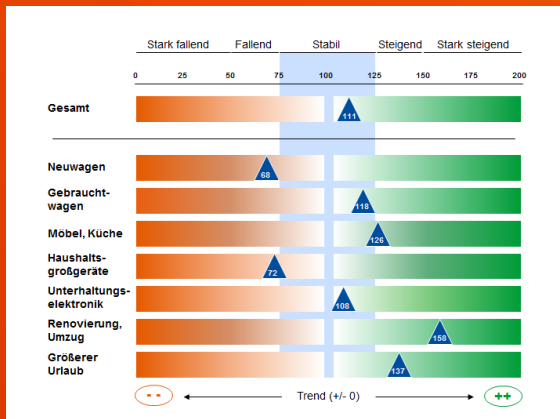 Stark fallend Fallend Stabil Steigend Stark steigend
0 25 50 75 100 125 150 175 200
Gesamt 111
Neuwagen 68
Gebraucht-
wagen 118
Möbel, Küche 126
Haushalts-
großgeräte 72
Unterhaltungs-
elektronik 108
Renovierung,
Umzug 158
Größerer
Urlaub 137
- - Trend (+/- 0) ++